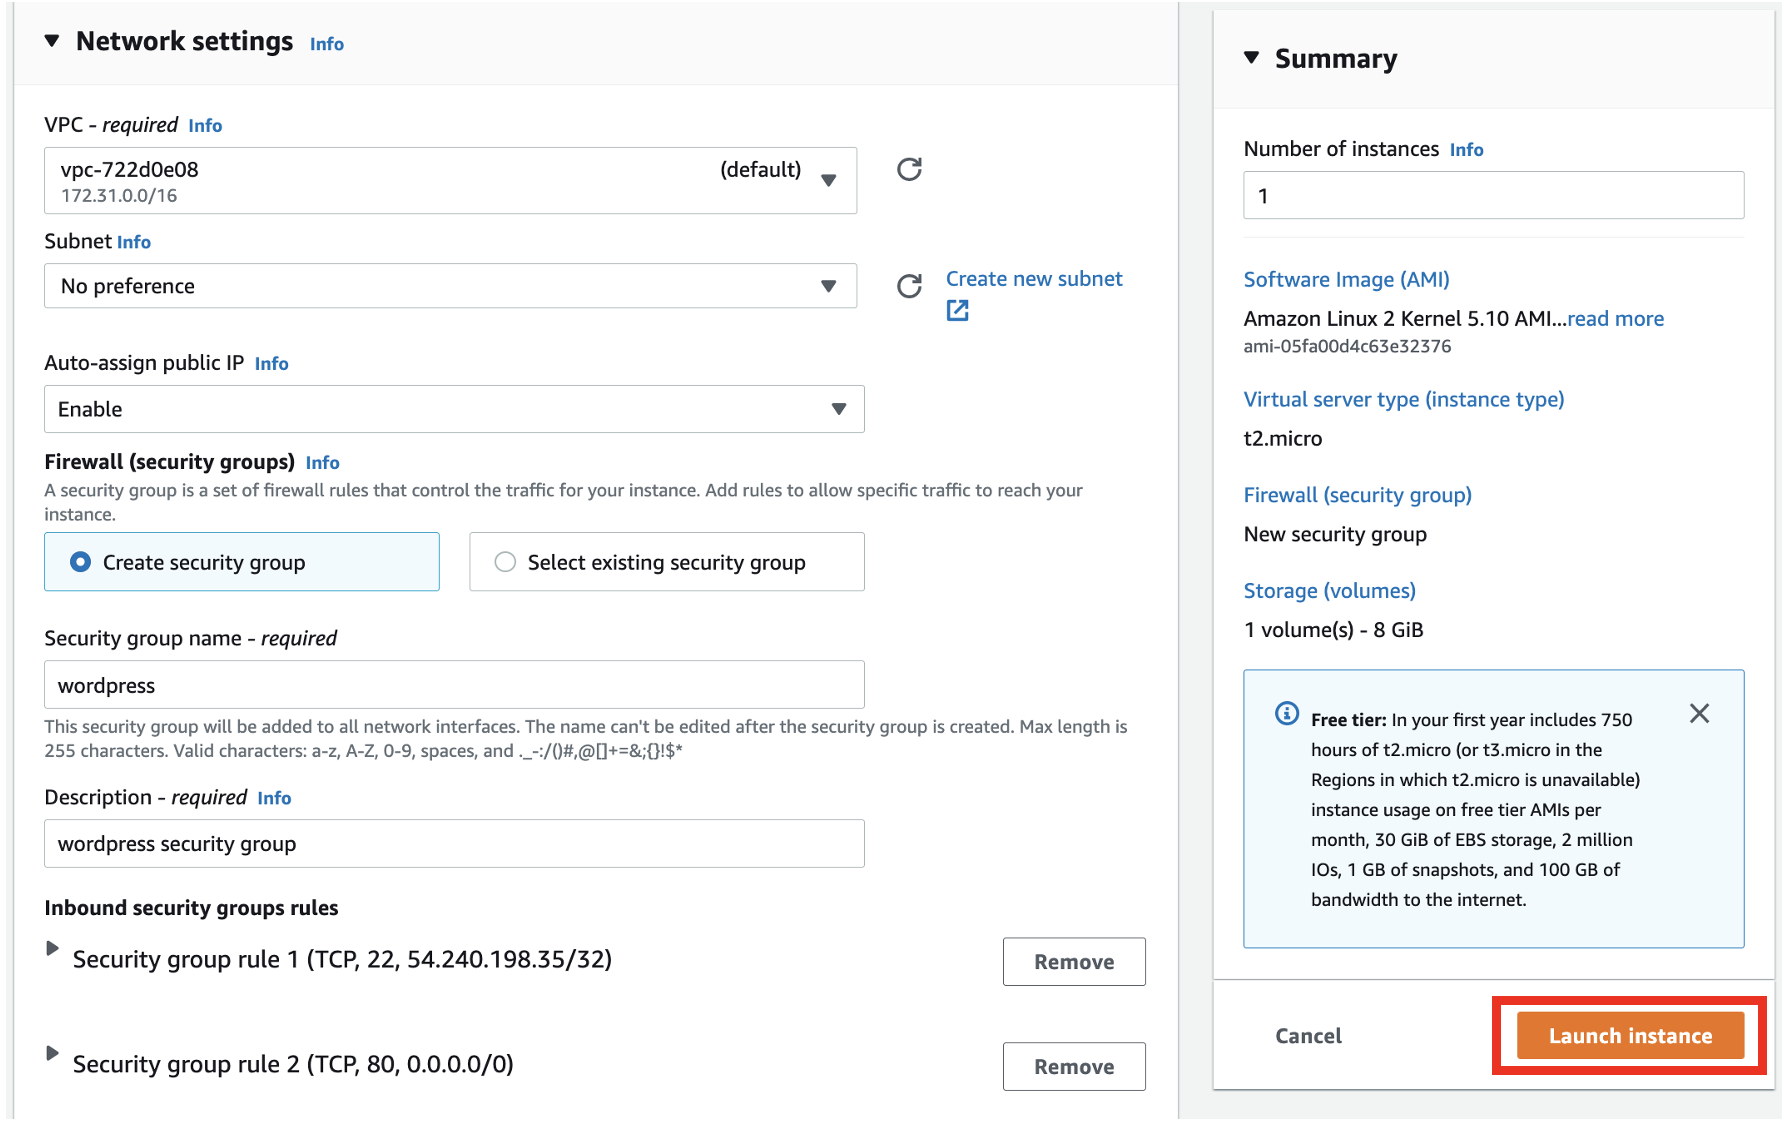 Network settings Info
VPC - required Info
vpc-722d0e08 (default)
172.31.0.0/16
Subnet Info
No preference
Create new subnet
Auto-assign public IP Info
Enable
Firewall (security groups) Info
A security group is a set of firewall rules that control the traffic for your instance. Add rules to allow specific traffic to reach your
instance.
Create security group
Select existing security group
Security group name - required
wordpress
This security group will be added to all network interfaces. The name can't be edited after the security group is created. Max length is
255 characters. Valid characters: a-z, A-Z, 0-9, spaces, and ._-:/()#,@[]+=&;{}!$*
Description - required Info
wordpress security group
Inbound security groups rules
Security group rule 1 (TCP, 22, 54.240.198.35/32)
Remove
Security group rule 2 (TCP, 80, 0.0.0.0/0)
Remove
Summary
Number of instances Info
1
Software Image (AMI)
Amazon Linux 2 Kernel 5.10 AMI...read more
ami-05fa00d4c63e32376
Virtual server type (instance type)
t2.micro
Firewall (security group)
New security group
Storage (volumes)
1 volume(s) - 8 GiB
Free tier: In your first year includes 750
hours of t2.micro (or t3.micro in the
Regions in which t2.micro is unavailable)
instance usage on free tier AMIs per
month, 30 GiB of EBS storage, 2 million
IOs, 1 GB of snapshots, and 100 GB of
bandwidth to the internet.
Cancel
Launch instance